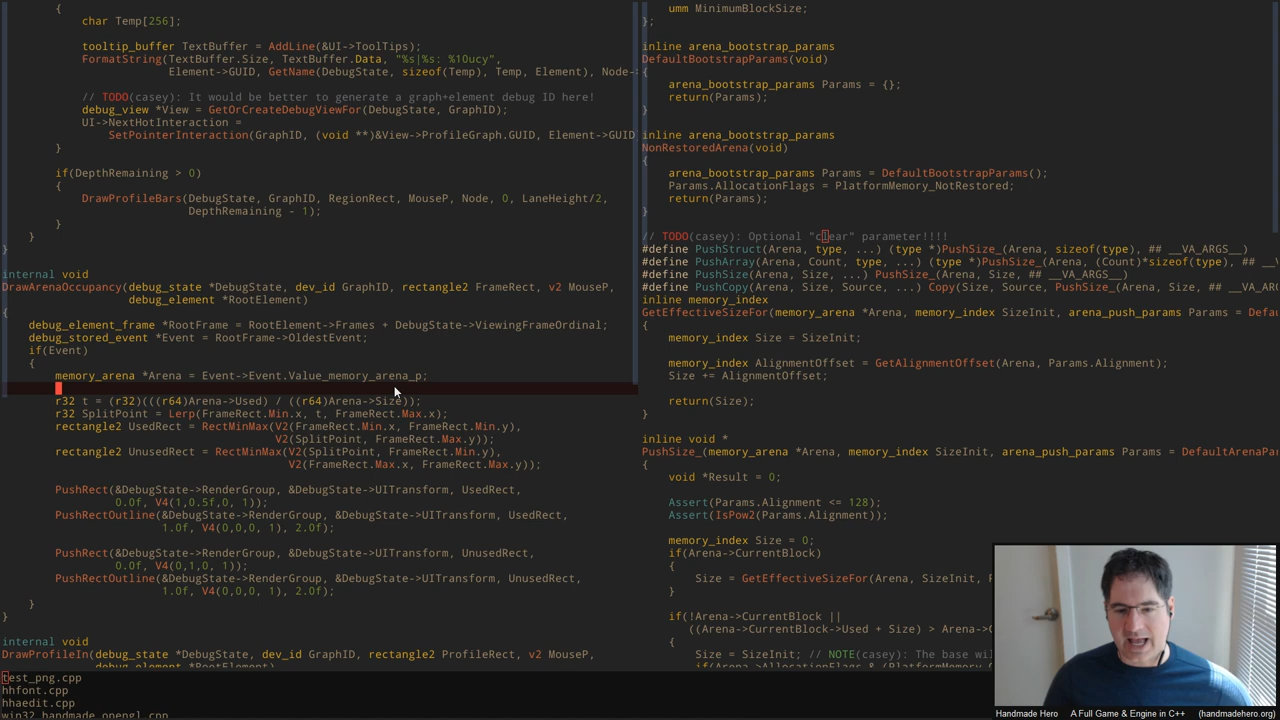 {
char Temp[256];
tooltip_buffer TextBuffer = AddLine(&UI->ToolTips);
FormatString(TextBuffer.Size, TextBuffer.Data, "%s|%s: %10ucy",
Element->GUID, GetName(DebugState, sizeof(Temp), Temp, Element), Node->
// TODO(casey): It would be better to generate a graph+element debug ID here!
debug_view *View = GetOrCreateDebugViewFor(DebugState, GraphID);
UI->NextHotInteraction =
SetPointerInteraction(GraphID, (void **)&View->ProfileGraph.GUID, Element->GUID
}
if(DepthRemaining > 0)
{
DrawProfileBars(DebugState, GraphID, RegionRect, MouseP, Node, 0, LaneHeight/2,
DepthRemaining - 1);
}
}
}
internal void
DrawArenaOccupancy(debug_state *DebugState, dev_id GraphID, rectangle2 FrameRect, v2 MouseP,
debug_element *RootElement)
{
debug_element_frame *RootFrame = RootElement->Frames + DebugState->ViewingFrameOrdinal;
debug_stored_event *Event = RootFrame->OldestEvent;
if(Event)
{
memory_arena *Arena = Event->Event.Value_memory_arena_p;
r32 t = (r32)(((r64)Arena->Used) / ((r64)Arena->Size));
r32 SplitPoint = Lerp(FrameRect.Min.x, t, FrameRect.Max.x);
rectangle2 UsedRect = RectMinMax(V2(FrameRect.Min.x, FrameRect.Min.y),
V2(SplitPoint, FrameRect.Max.y));
rectangle2 UnusedRect = RectMinMax(V2(SplitPoint, FrameRect.Min.y),
V2(FrameRect.Max.x, FrameRect.Max.y));
PushRect(&DebugState->RenderGroup, &DebugState->UITransform, UsedRect,
0.0f, V4(1,0.5f,0, 1));
PushRectOutline(&DebugState->RenderGroup, &DebugState->UITransform, UsedRect,
1.0f, V4(0,0,0, 1), 2.0f);
PushRect(&DebugState->RenderGroup, &DebugState->UITransform, UnusedRect,
0.0f, V4(0,1,0, 1));
PushRectOutline(&DebugState->RenderGroup, &DebugState->UITransform, UnusedRect,
1.0f, V4(0,0,0, 1), 2.0f);
}
}
internal void
DrawProfileIn(debug_state *DebugState, dev_id GraphID, rectangle2 ProfileRect, v2 MouseP,
debug_element *RootElement)
umm MinimumBlockSize;
};
inline arena_bootstrap_params
DefaultBootstrapParams(void)
{
arena_bootstrap_params Params = {};
return(Params);
}
inline arena_bootstrap_params
NonRestoredArena(void)
{
arena_bootstrap_params Params = DefaultBootstrapParams();
Params.AllocationFlags = PlatformMemory_NotRestored;
return(Params);
}
// TODO(casey): Optional "clear" parameter!!!!
#define PushStruct(Arena, type, ...) (type *)PushSize_(Arena, sizeof(type), ## __VA_ARGS__)
#define PushArray(Arena, Count, type, ...) (type *)PushSize_(Arena, (Count)*sizeof(type), ## __V
#define PushSize(Arena, Size, ...) PushSize_(Arena, Size, ## __VA_ARGS__)
#define PushCopy(Arena, Size, Source, ...) Copy(Size, Source, PushSize_(Arena, Size, ## __VA_ARG
inline memory_index
GetEffectiveSizeFor(memory_arena *Arena, memory_index SizeInit, arena_push_params Params = Defau
{
memory_index Size = SizeInit;
memory_index AlignmentOffset = GetAlignmentOffset(Arena, Params.Alignment);
Size += AlignmentOffset;
return(Size);
}
inline void *
PushSize_(memory_arena *Arena, memory_index SizeInit, arena_push_params Params = DefaultArenaPar
{
void *Result = 0;
Assert(Params.Alignment <= 128);
Assert(IsPow2(Params.Alignment));
memory_index Size = 0;
if(Arena->CurrentBlock)
{
Size = GetEffectiveSizeFor(Arena, SizeInit, P
}
if(!Arena->CurrentBlock ||
((Arena->CurrentBlock->Used + Size) > Arena->C
{
Size = SizeInit; // NOTE(casey): The base wil
test_png.cpp
hhfont.cpp
hhaedit.cpp
win32_handmade_opengl.cpp
Handmade Hero A Full Game & Engine in C++ (handmadehero.org)